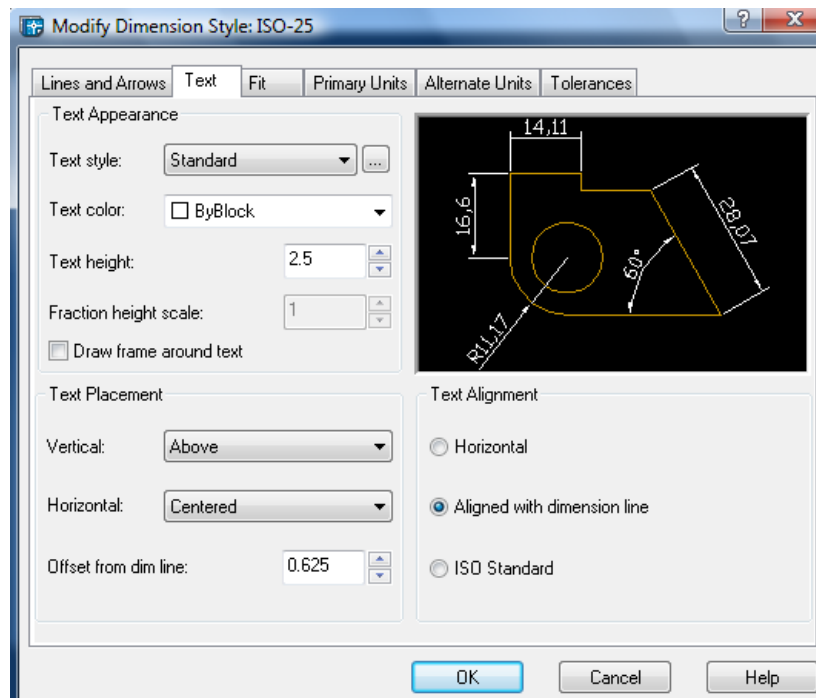 Modify Dimension Style: ISO-25
?
X
Lines and Arrows
Text
Fit
Primary Units
Alternate Units
Tolerances
Text Appearance
Text style:
Standard
...
Text color:
ByBlock
Text height:
2.5
Fraction height scale:
1
Draw frame around text
14,11
16,6
28,07
60°
R11,17
Text Placement
Vertical:
Above
Horizontal:
Centered
Offset from dim line:
0.625
Text Alignment
Horizontal
Aligned with dimension line
ISO Standard
OK
Cancel
Help